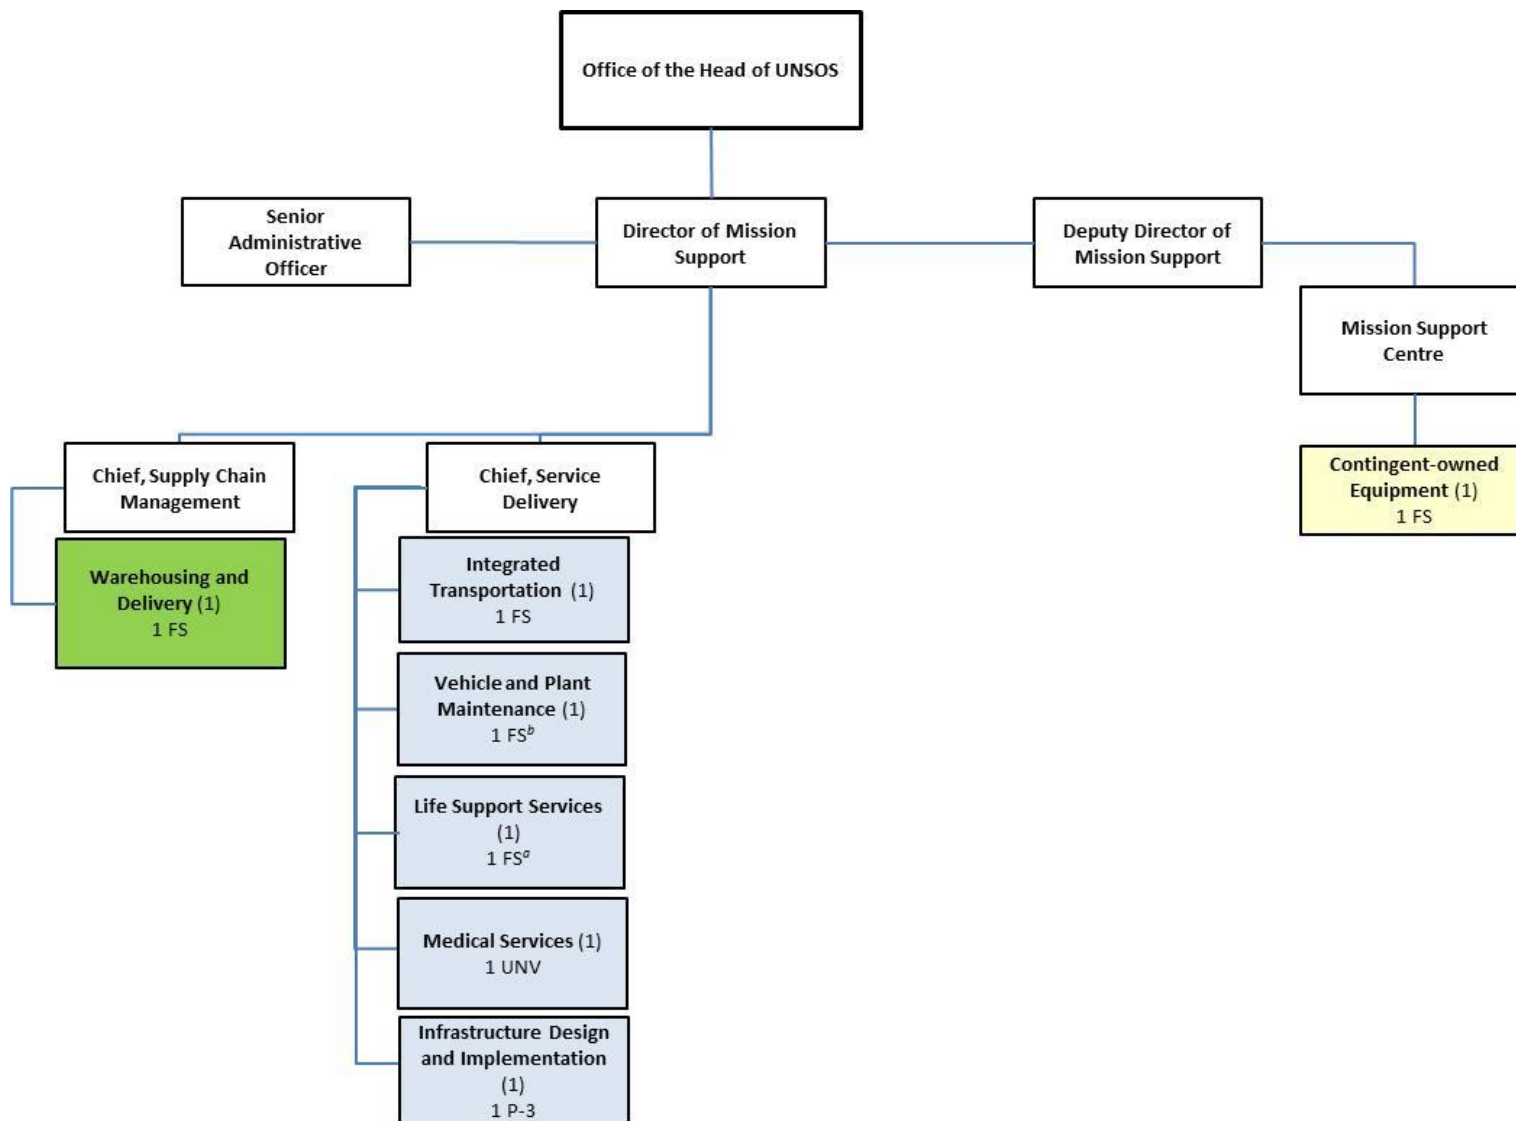 Office of the Head of UNSOS
Senior
Administrative
Officer
Director of Mission
Support
Deputy Director of
Mission Support
Mission Support
Centre
Chief, Supply Chain
Management
Chief, Service
Delivery
Contingent-owned
Equipment (1)
1 FS
Warehousing and
Delivery (1)
1 FS
Integrated
Transportation (1)
1 FS
Vehicle and Plant
Maintenance (1)
1 FSᵇ
Life Support Services
(1)
1 FSᵃ
Medical Services (1)
1 UNV
Infrastructure Design
and Implementation
(1)
1 P-3